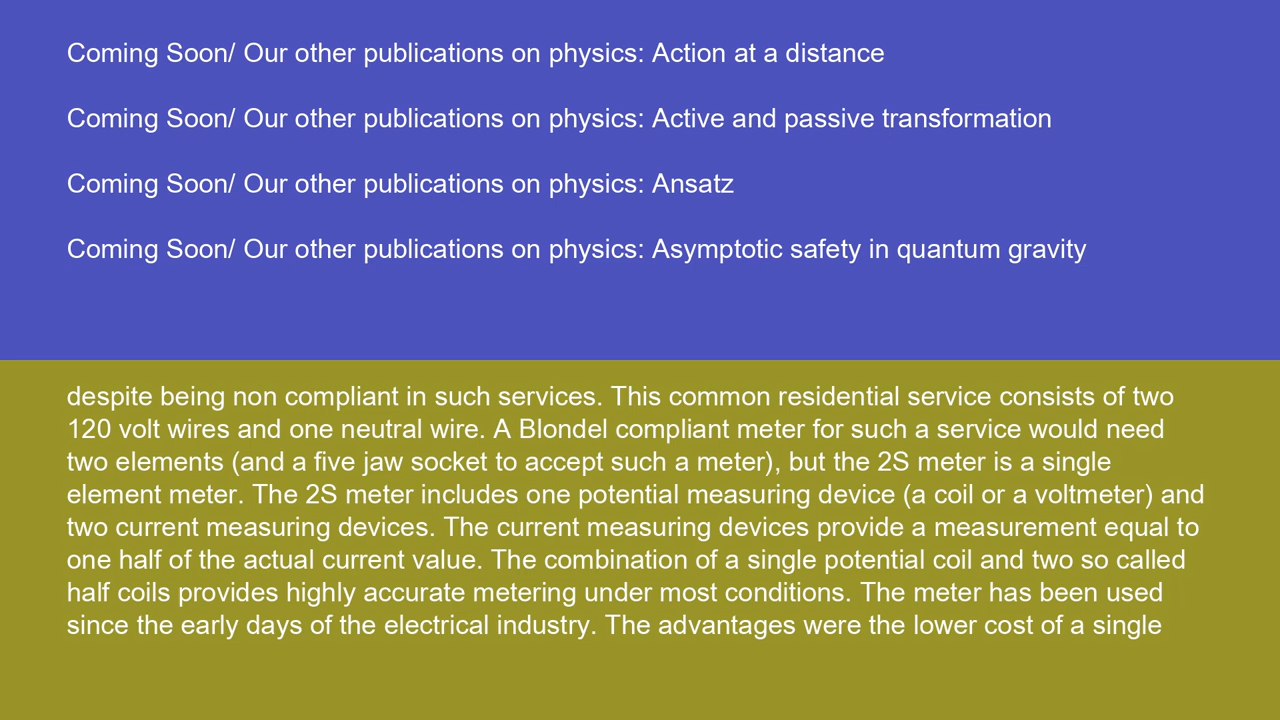 Coming Soon/ Our other publications on physics: Action at a distance
Coming Soon/ Our other publications on physics: Active and passive transformation
Coming Soon/ Our other publications on physics: Ansatz
Coming Soon/ Our other publications on physics: Asymptotic safety in quantum gravity
despite being non compliant in such services. This common residential service consists of two
120 volt wires and one neutral wire. A Blondel compliant meter for such a service would need
two elements (and a five jaw socket to accept such a meter), but the 2S meter is a single
element meter. The 2S meter includes one potential measuring device (a coil or a voltmeter) and
two current measuring devices. The current measuring devices provide a measurement equal to
one half of the actual current value. The combination of a single potential coil and two so called
half coils provides highly accurate metering under most conditions. The meter has been used
since the early days of the electrical industry. The advantages were the lower cost of a single